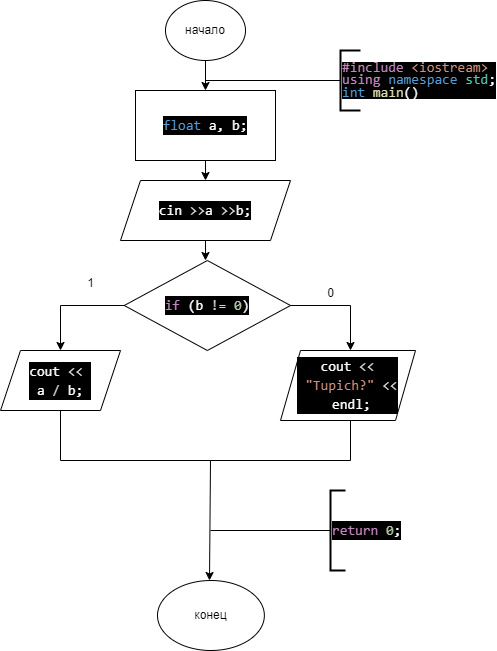 начало
#include <iostream>
using namespace std;
int main()
float a, b;
cin >>a >>b;
if (b != 0)
1
0
cout <<
a / b;
cout <<
"Tupich?" <<
endl;
return 0;
конец